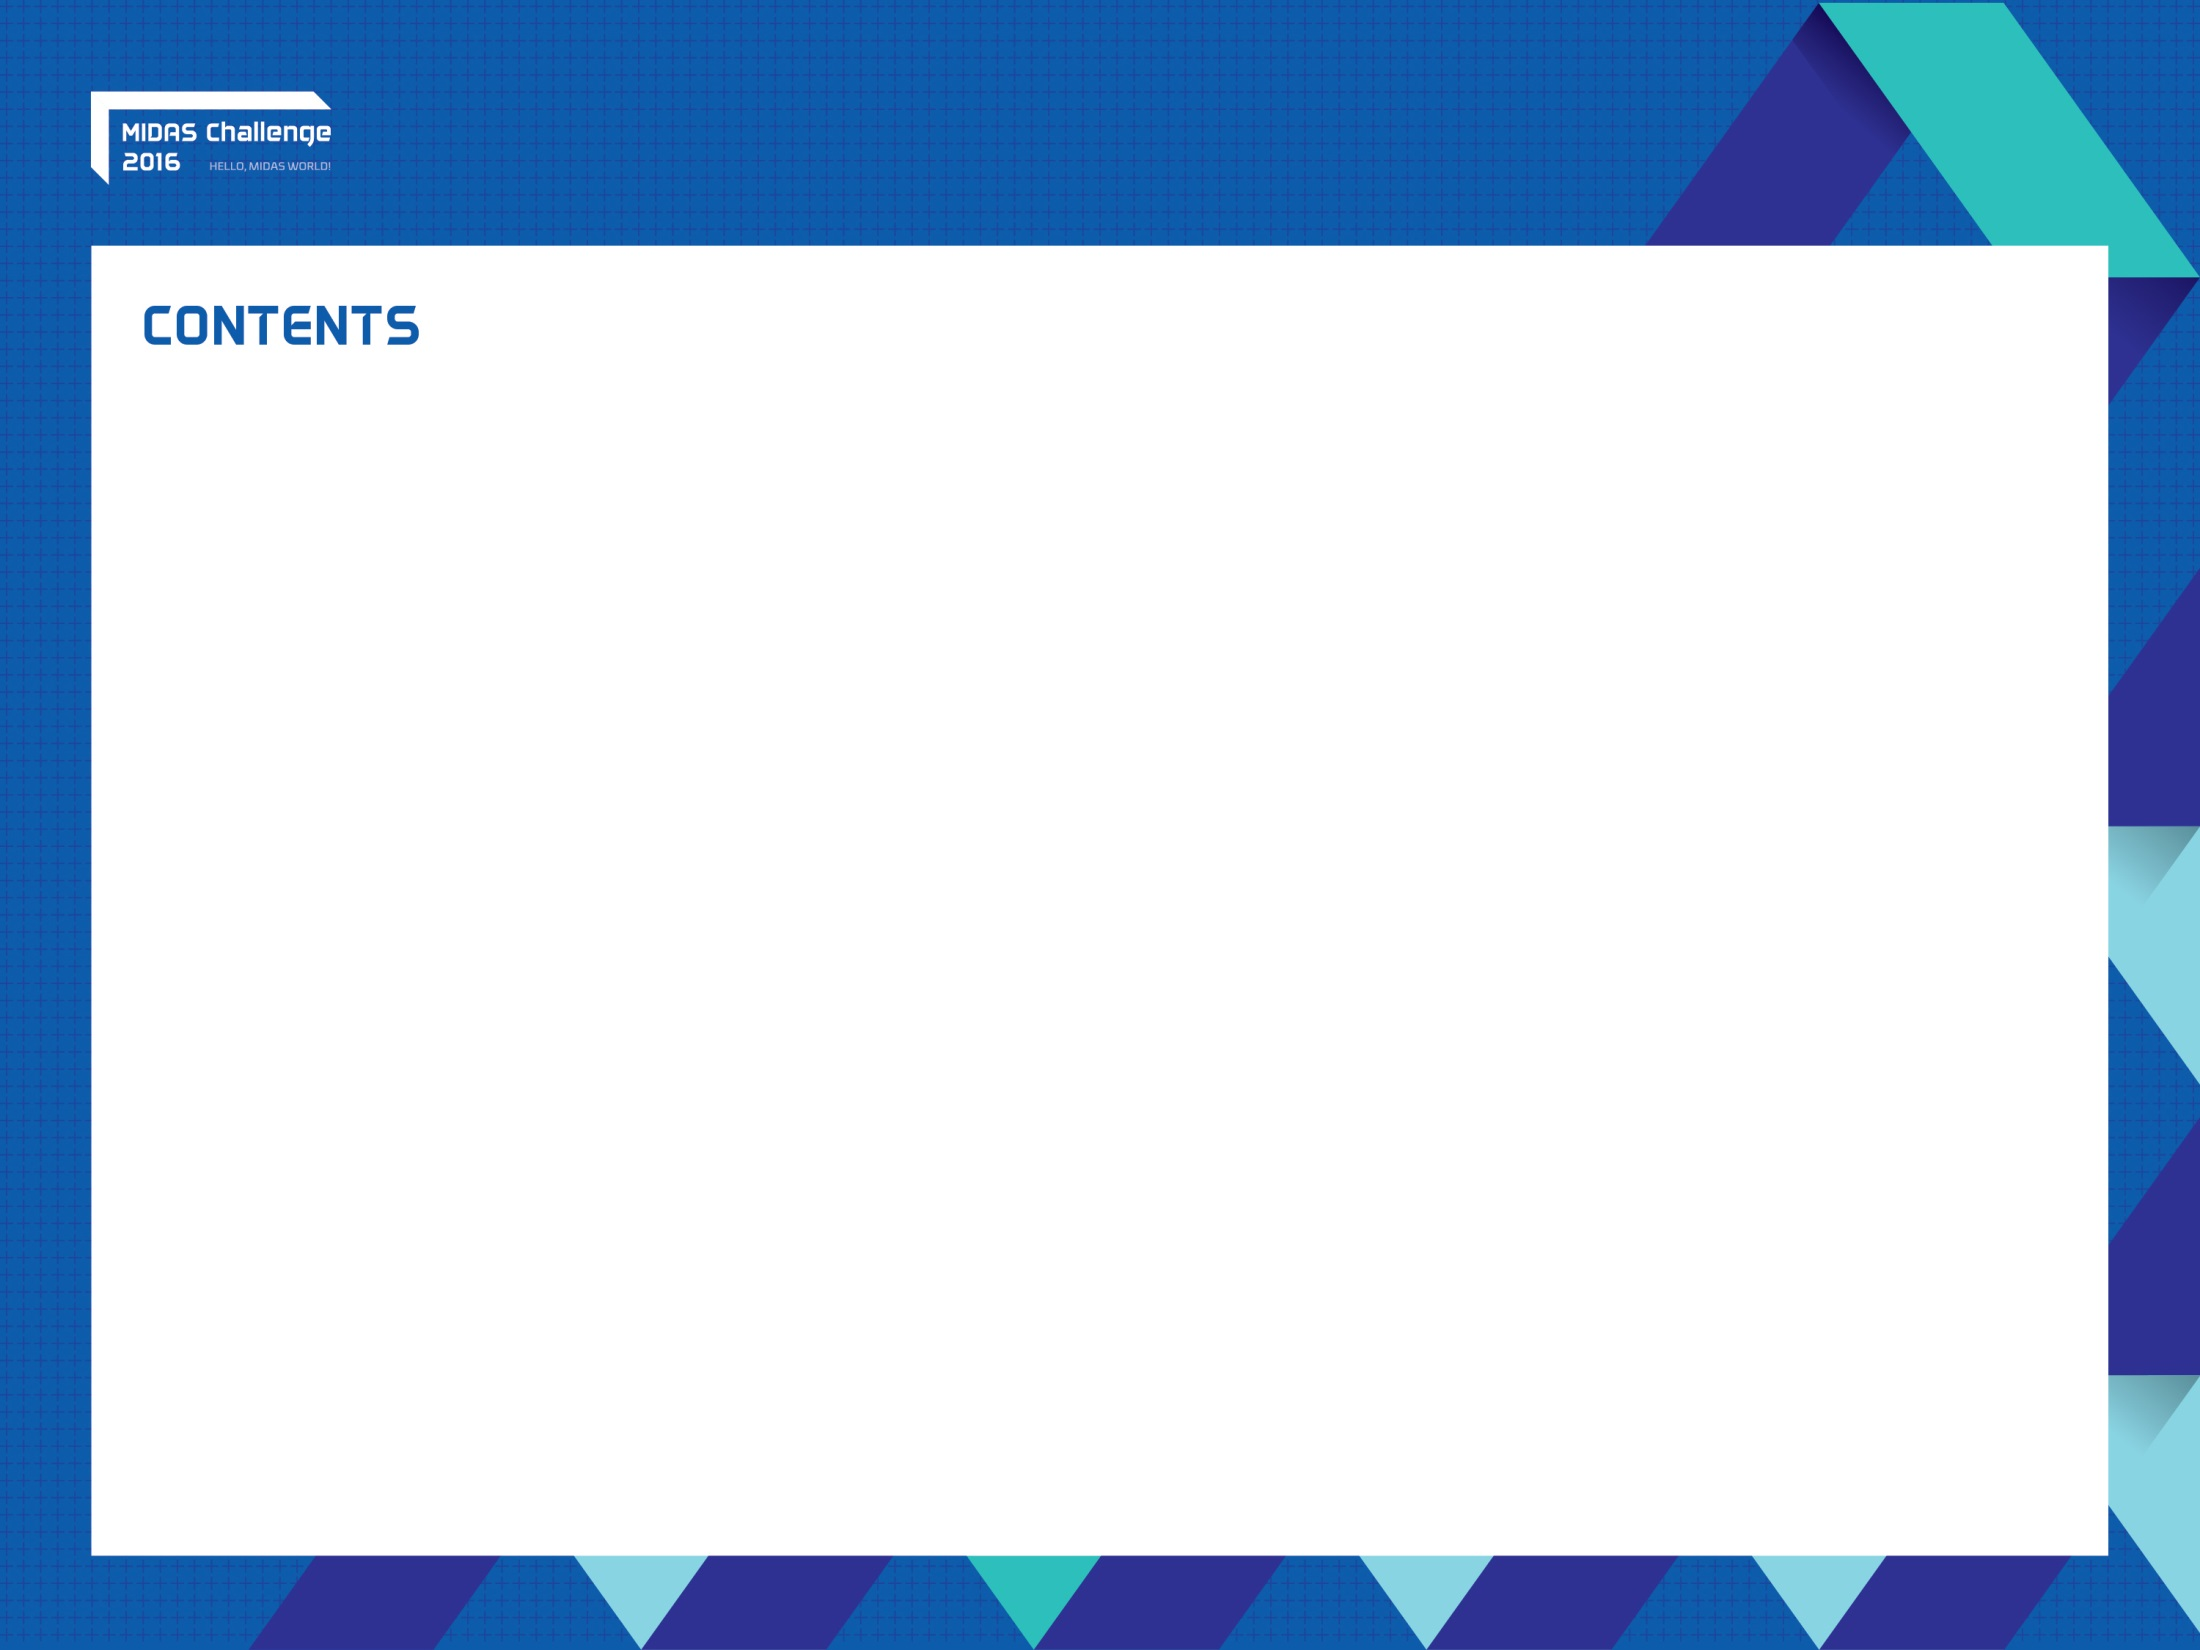 MIDAS Challenge
2016 HELLO, MIDAS WORLD!
CONTENTS